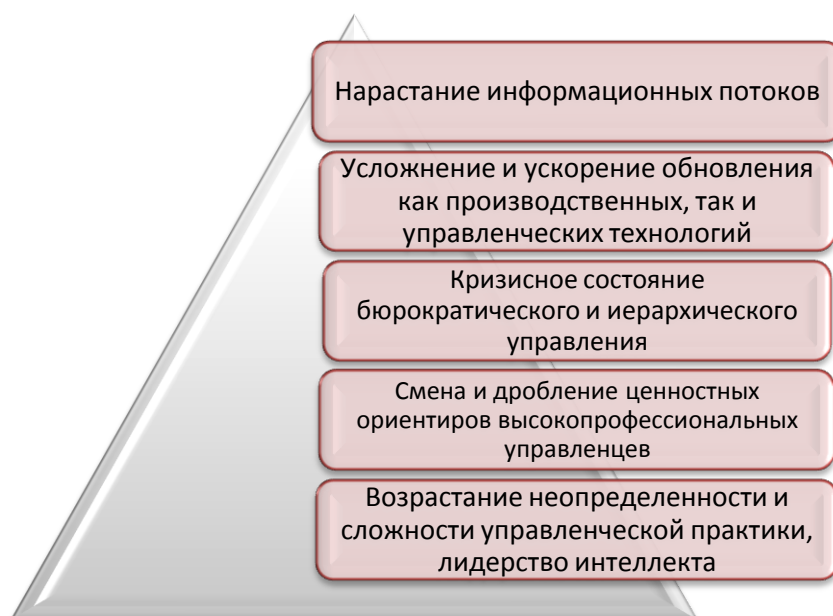 Нарастание информационных потоков
Усложнение и ускорение обновления
как производственных, так и
управленческих технологий
Кризисное состояние
бюрократического и иерархического
управления
Смена и дробление ценностных
ориентиров высокопрофессиональных
управленцев
Возрастание неопределенности и
сложности управленческой практики,
лидерство интеллекта